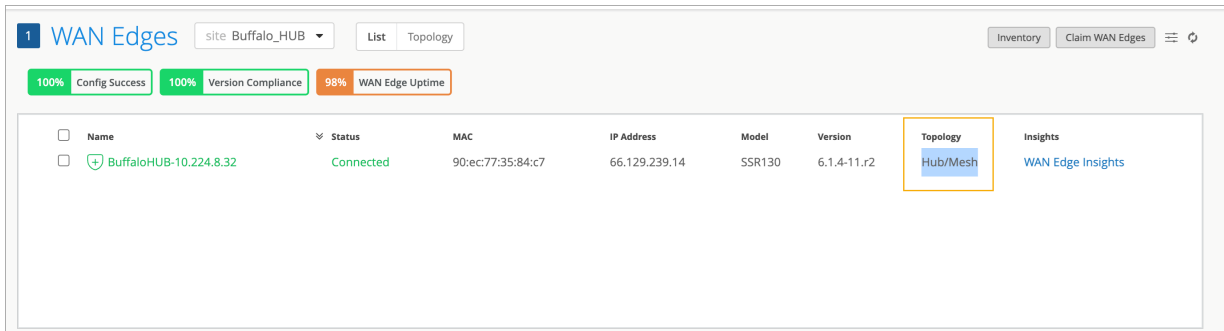 1 WAN Edges site Buffalo_HUB List Topology Inventory Claim WAN Edges
100% Config Success 100% Version Compliance 98% WAN Edge Uptime
Name Status MAC IP Address Model Version Topology Insights
BuffaloHUB-10.224.8.32 Connected 90:ec:77:35:84:c7 66.129.239.14 SSR130 6.1.4-11.r2 Hub/Mesh WAN Edge Insights